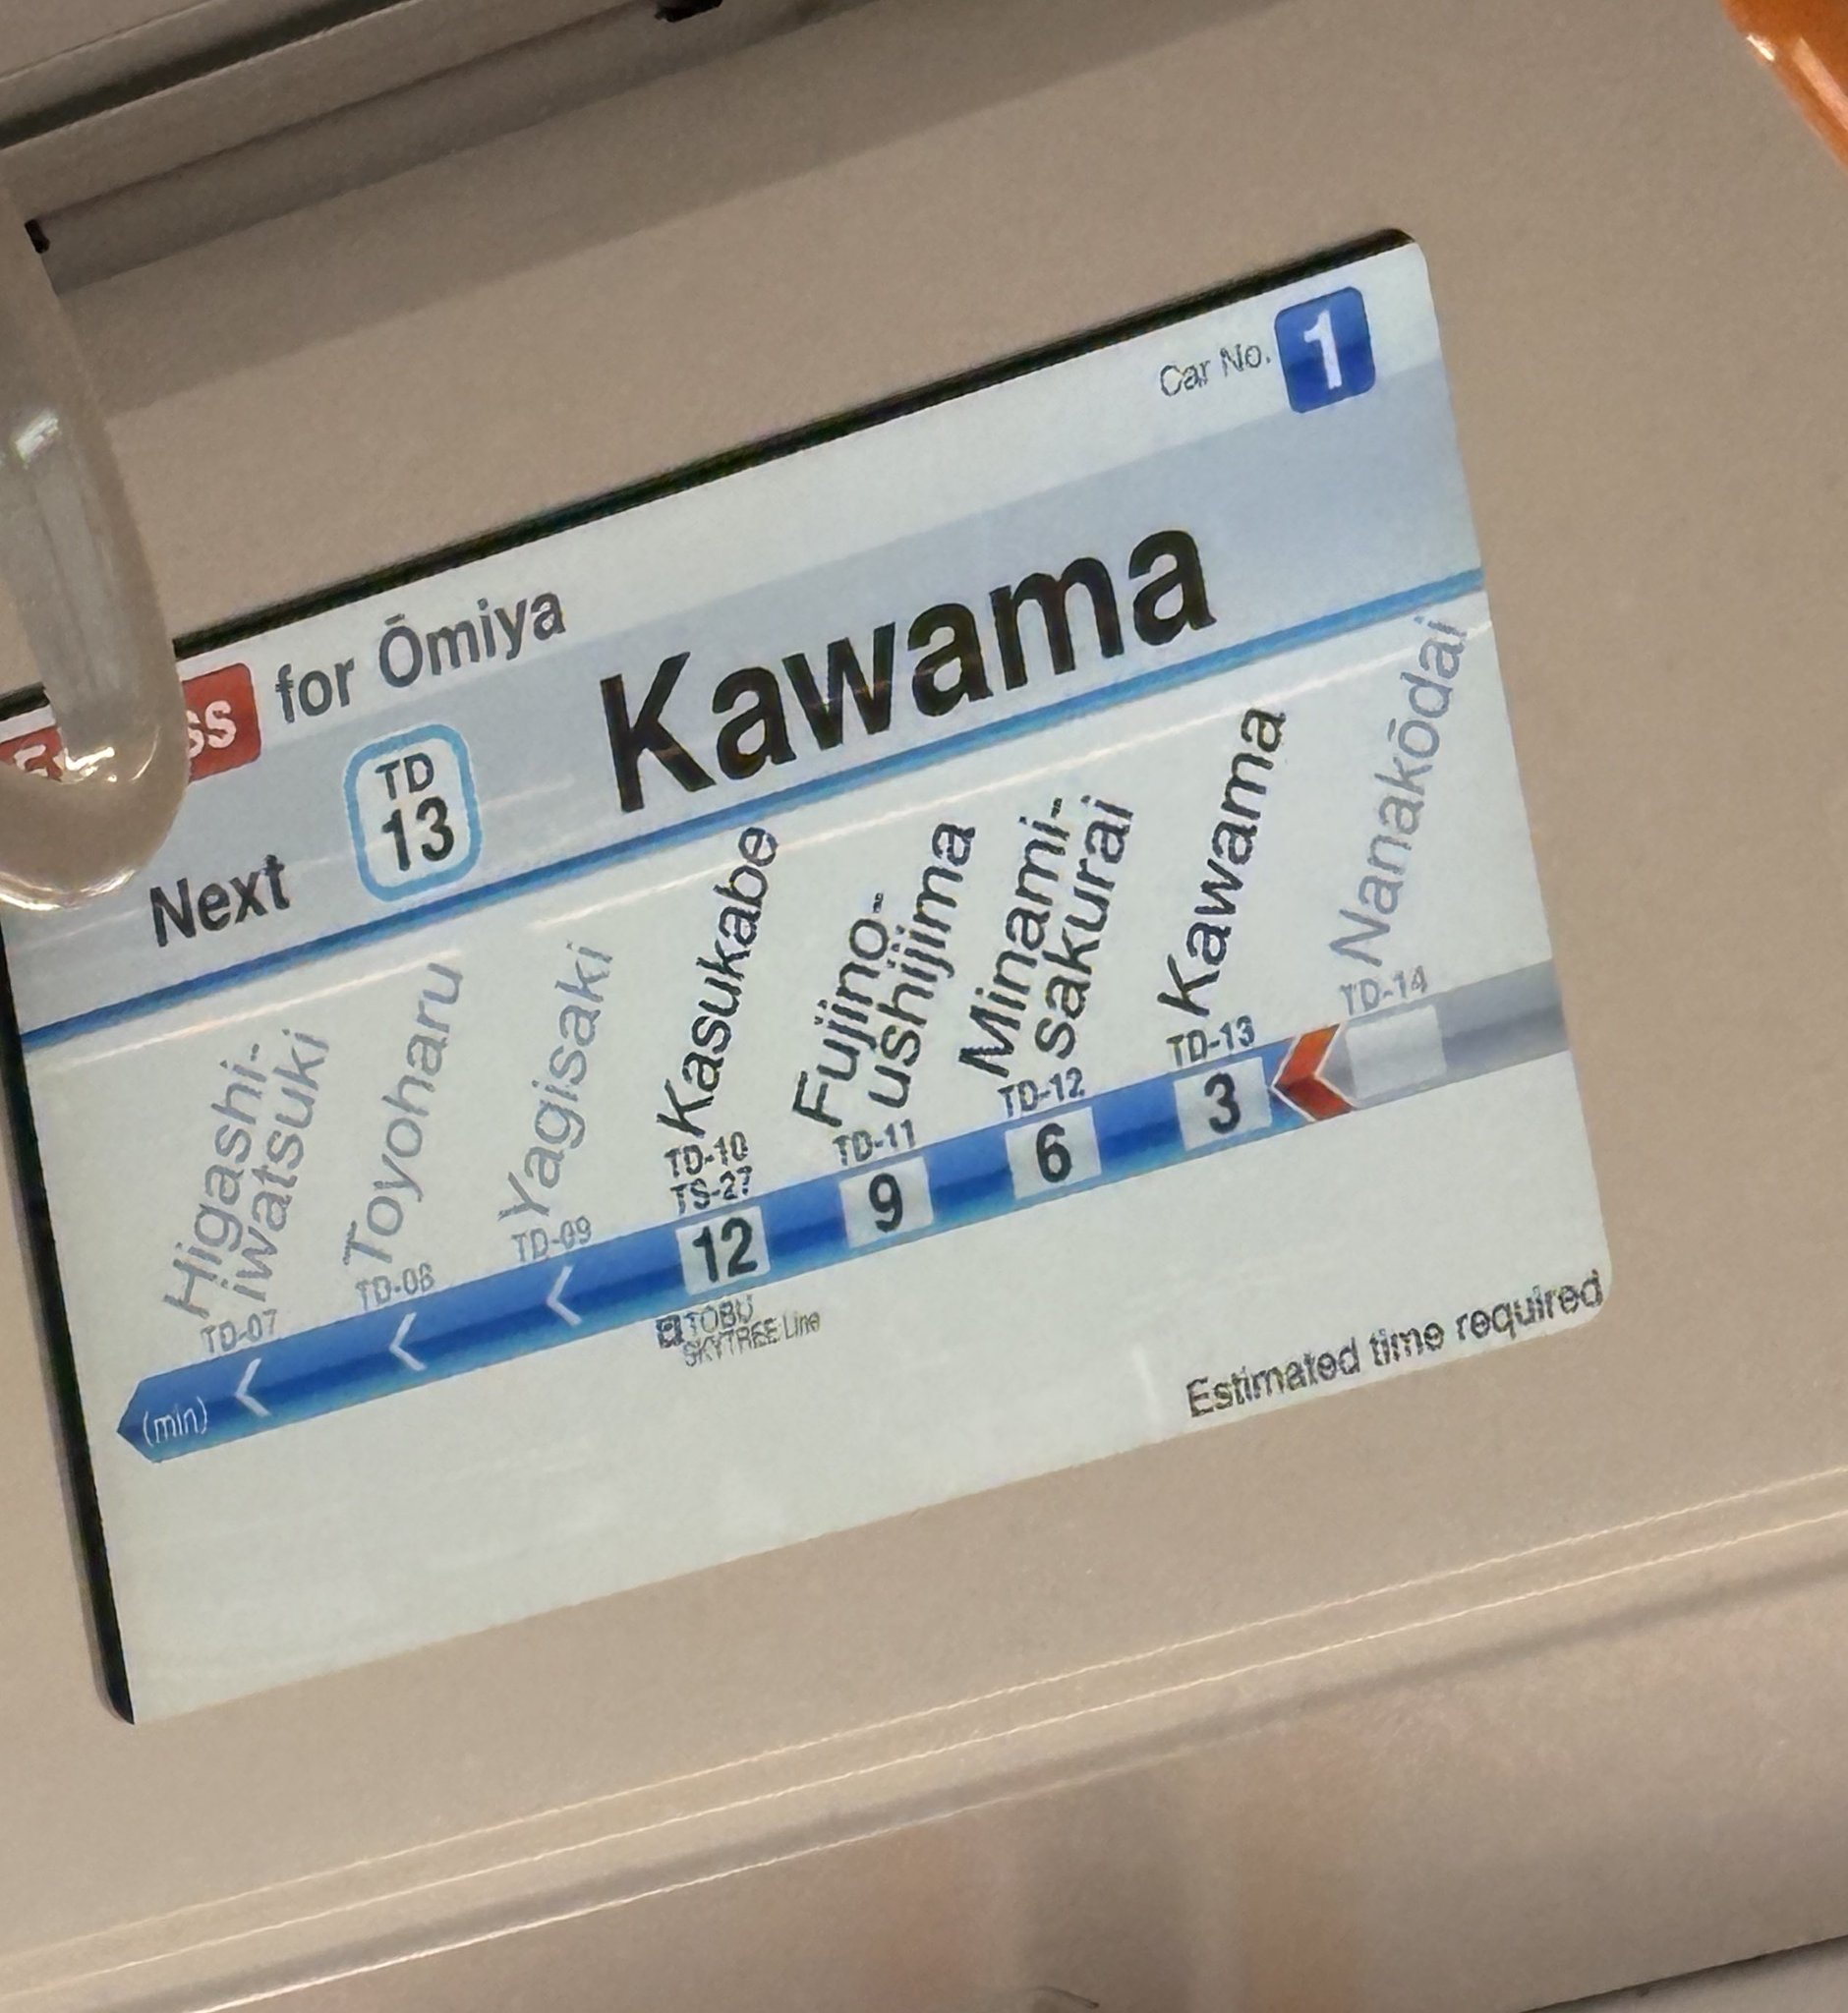 Car No. 1
for Ōmiya
Next
TD
13
Kawama
Higashi-
iwatsuki
Toyoharu
Yagisaki
Kasukabe
Fujino-
ushijima
Minami-
sakurai
Kawama
Nanakōdai
TD-07
TD-08
TD-09
TD-10
TS-27
TD-11
TD-12
TD-13
TD-14
(min)
12
9
6
3
TOBU
SKYTREE Line
Estimated time required